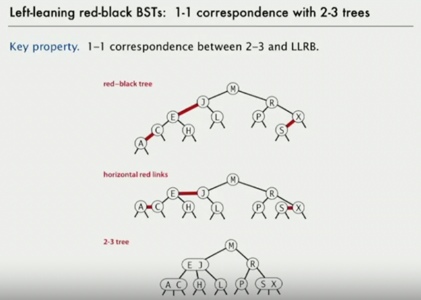 Left-leaning red-black BSTs: 1-1 correspondence with 2-3 trees
Key property. 1–1 correspondence between 2–3 and LLRB.
red–black tree
M
J R
E L P X
C H S
A
horizontal red links
M
E J R
A C H L P S X
2-3 tree
M
E J R
A C H L P S X